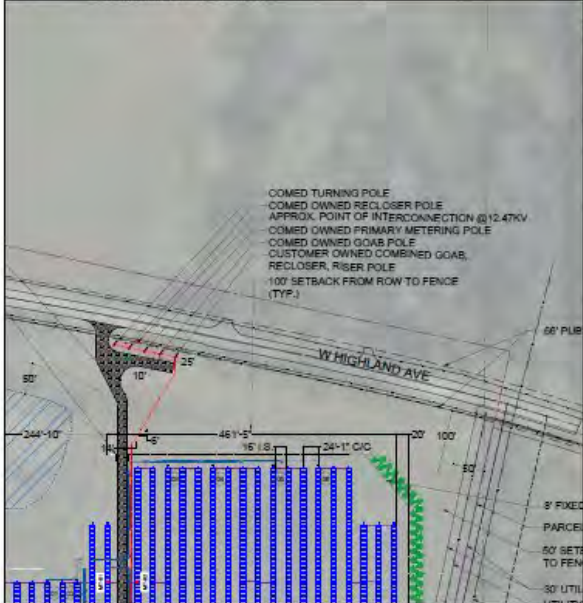 COMED TURNING POLE
COMED OWNED RECLOSER POLE
APPROX. POINT OF INTERCONNECTION @12.47KV
COMED OWNED PRIMARY METERING POLE
COMED OWNED GOAB POLE
CUSTOMER OWNED COMBINED GOAB,
RECLOSER, RISER POLE
100' SETBACK FROM ROW TO FENCE
(TYP.)
66' PUB
W HIGHLAND AVE
25'
10'
50'
244'-10"
461'-5"
20'
100'
5'
15' I.S.
24'-1" C/C
50'
8' FIXED
PARCEL
50' SETB
TO FENC
30' UTIL